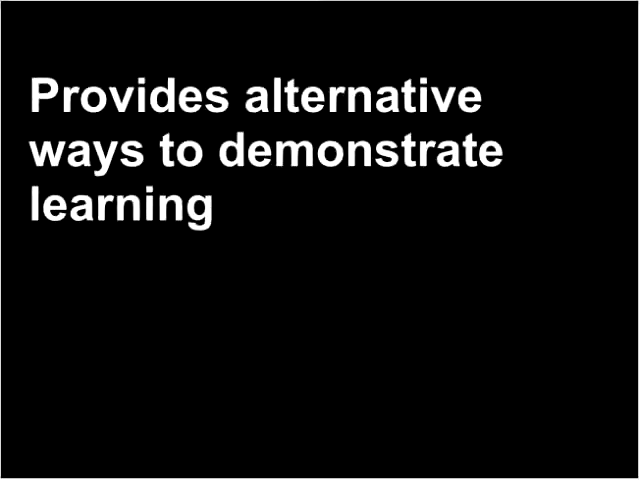 Provides alternative
ways to demonstrate
learning